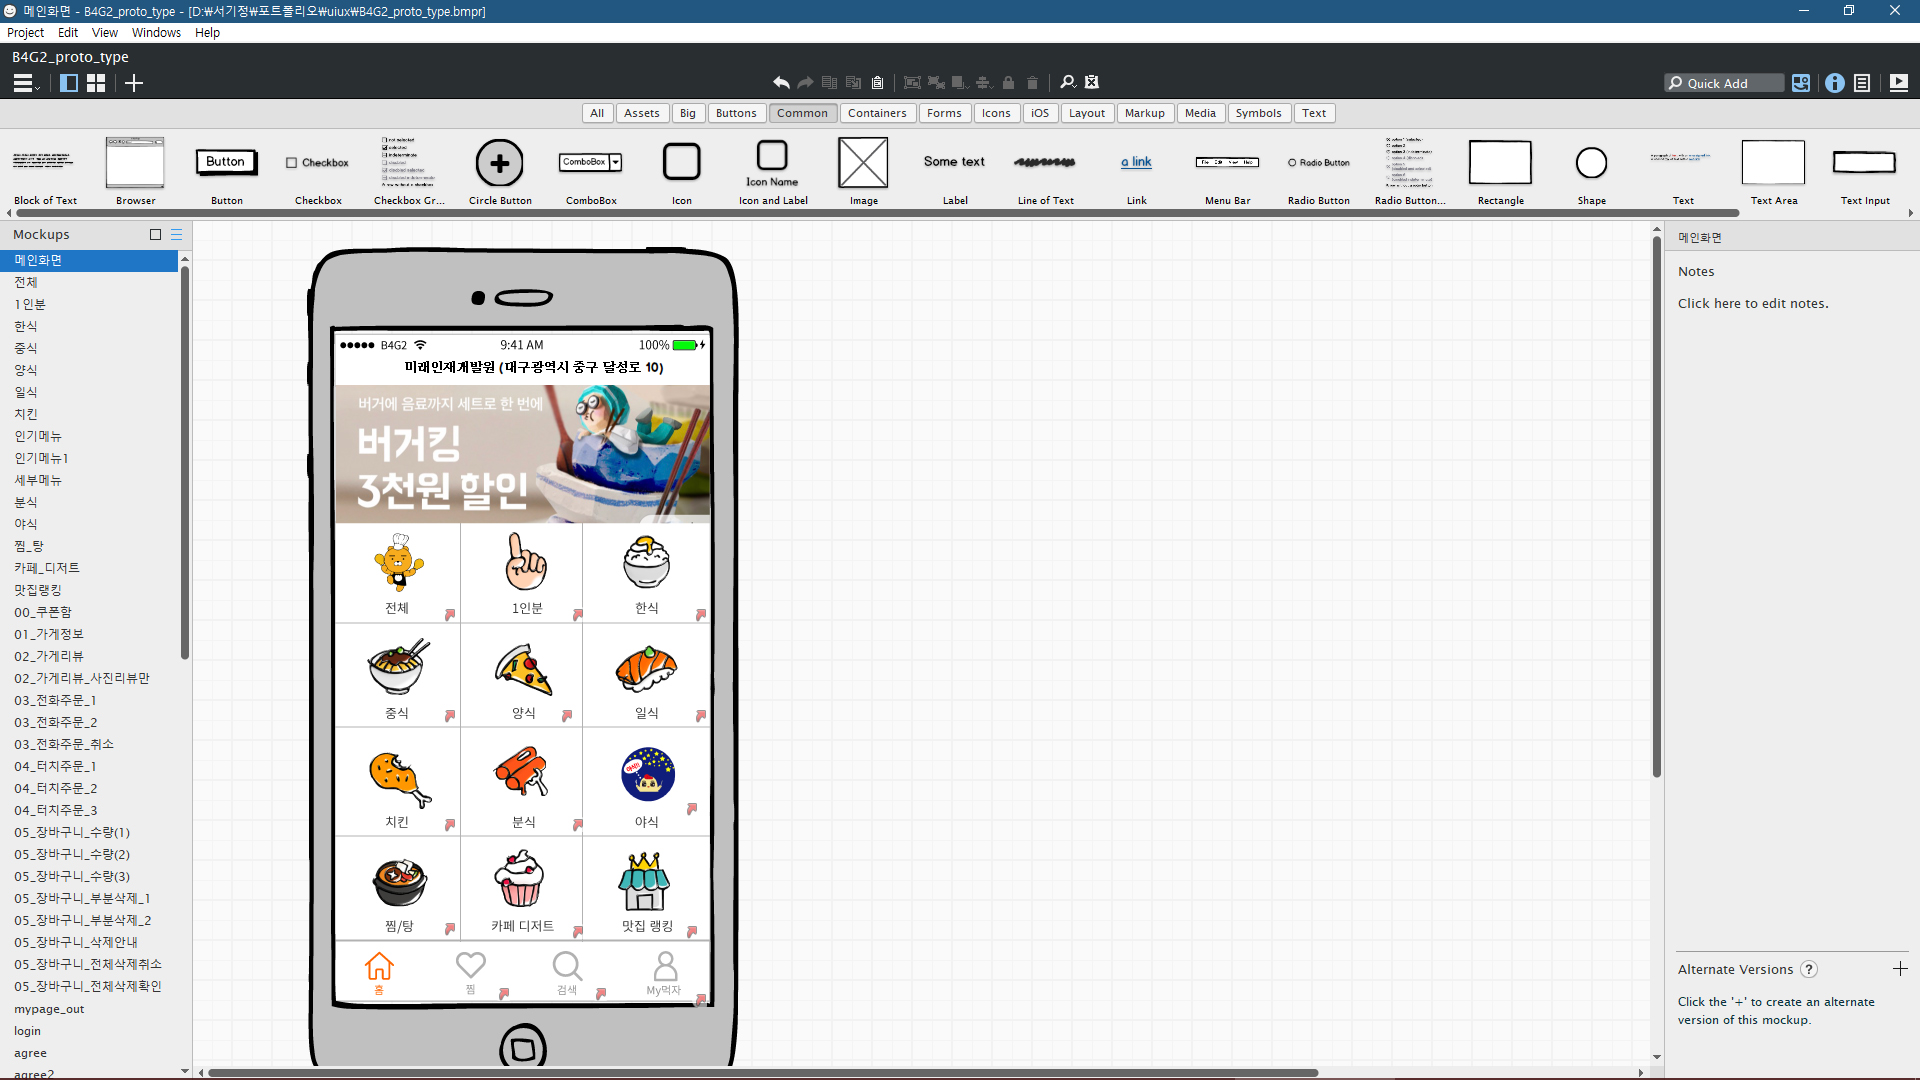 메인화면 - B4G2_proto_type - [D:₩서기정₩포트폴리오₩uiux₩B4G2_proto_type.bmpr]
Project Edit View Windows Help
B4G2_proto_type
Quick Add
All Assets Big Buttons Common Containers Forms Icons iOS Layout Markup Media Symbols Text
Button
Checkbox
ComboBox
Icon Name
Some text
a link
Radio Button
Block of Text Browser Button Checkbox Checkbox Gr... Circle Button ComboBox Icon Icon and Label Image Label Line of Text Link Menu Bar Radio Button Radio Button... Rectangle Shape Text Text Area Text Input
Mockups
메인화면
전체
1인분
한식
중식
양식
일식
치킨
인기메뉴
인기메뉴1
세부메뉴
분식
야식
찜_탕
카페_디저트
맛집랭킹
00_쿠폰함
01_가게정보
02_가게리뷰
02_가게리뷰_사진리뷰만
03_전화주문_1
03_전화주문_2
03_전화주문_취소
04_터치주문_1
04_터치주문_2
04_터치주문_3
05_장바구니_수량(1)
05_장바구니_수량(2)
05_장바구니_수량(3)
05_장바구니_부분삭제_1
05_장바구니_부분삭제_2
05_장바구니_삭제안내
05_장바구니_전체삭제취소
05_장바구니_전체삭제확인
mypage_out
login
agree
agree2
B4G2 9:41 AM 100%
미래인재개발원 (대구광역시 중구 달성로 10)
버거에 음료까지 세트로 한 번에
버거킹
3천원 할인
전체 1인분 한식
중식 양식 일식
치킨 분식 야식
찜/탕 카페 디저트 맛집 랭킹
홈 찜 검색 My먹자
메인화면
Notes
Click here to edit notes.
Alternate Versions ?
Click the '+' to create an alternate
version of this mockup.